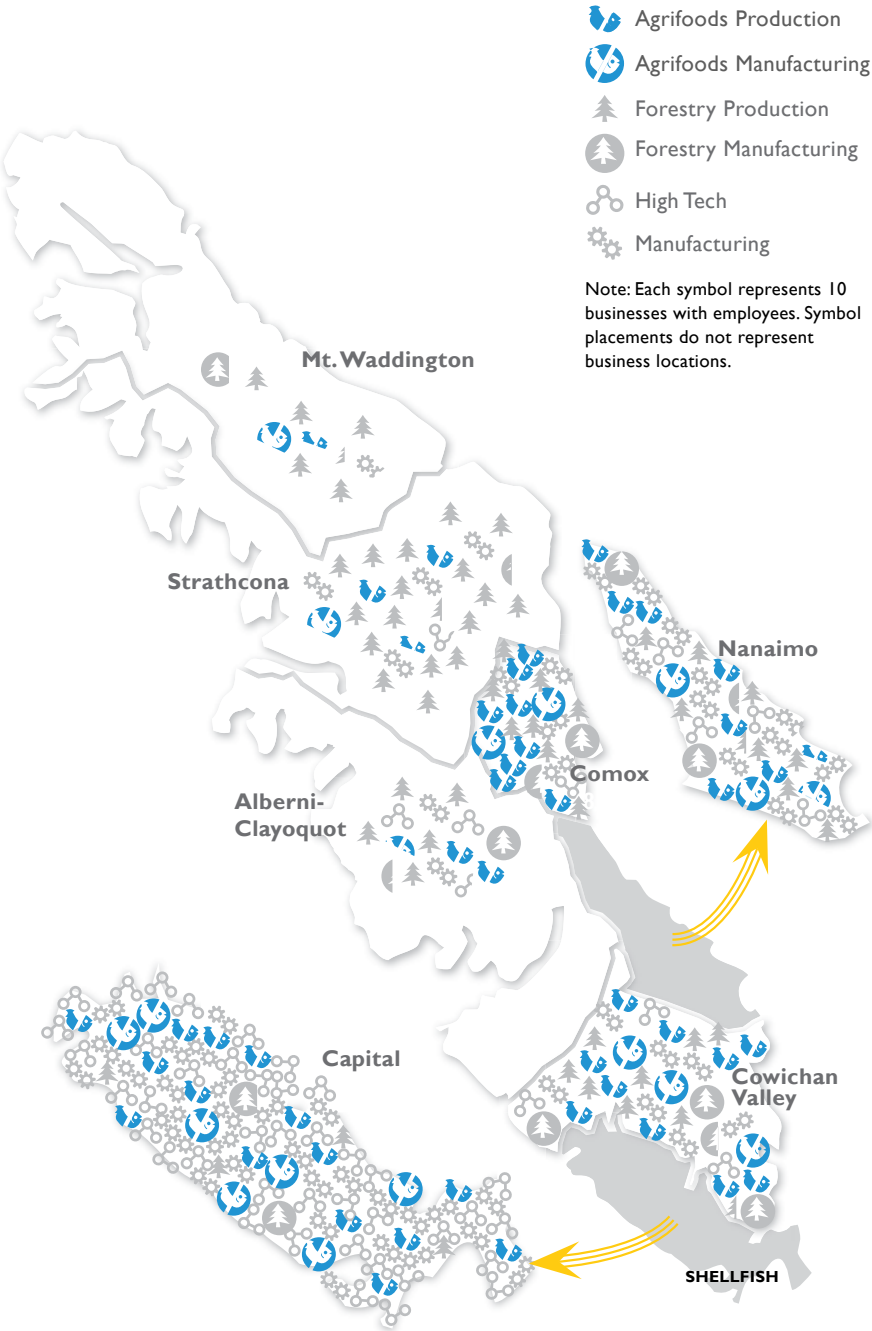 Agrifoods Production
Agrifoods Manufacturing
Forestry Production
Forestry Manufacturing
High Tech
Manufacturing
Note: Each symbol represents 10
businesses with employees. Symbol
placements do not represent
business locations.
Mt. Waddington
Strathcona
Nanaimo
Comox
Alberni-
Clayoquot
Capital
Cowichan
Valley
SHELLFISH